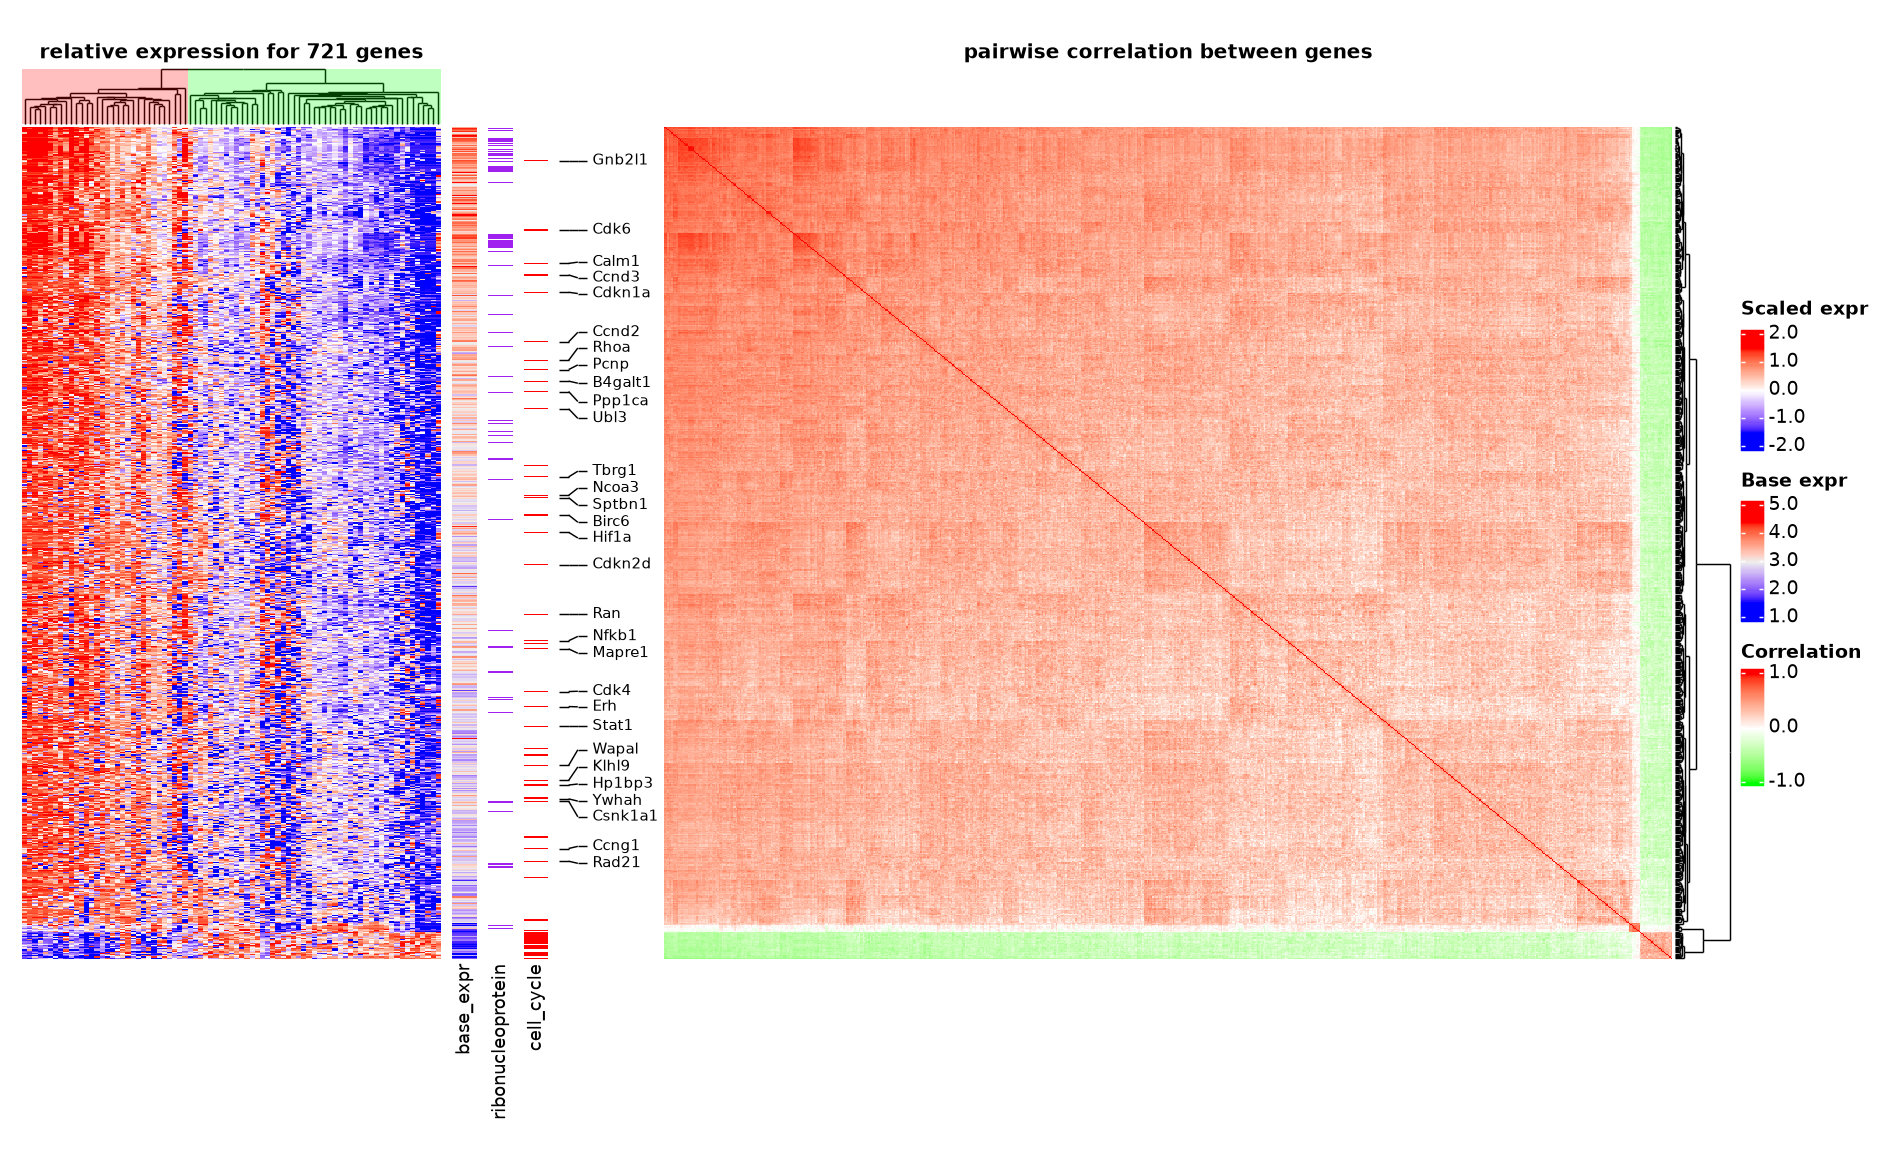 relative expression for 721 genes
pairwise correlation between genes
Gnb2l1
Cdk6
Calm1
Ccnd3
Cdkn1a
Ccnd2
Rhoa
Pcnp
B4galt1
Ppp1ca
Ubl3
Tbrg1
Ncoa3
Sptbn1
Birc6
Hif1a
Cdkn2d
Ran
Nfkb1
Mapre1
Cdk4
Erh
Stat1
Wapal
Klhl9
Hp1bp3
Ywhah
Csnk1a1
Ccng1
Rad21
base_expr
ribonucleoprotein
cell_cycle
Scaled expr
2.0
1.0
0.0
-1.0
-2.0
Base expr
5.0
4.0
3.0
2.0
1.0
Correlation
1.0
0.0
-1.0